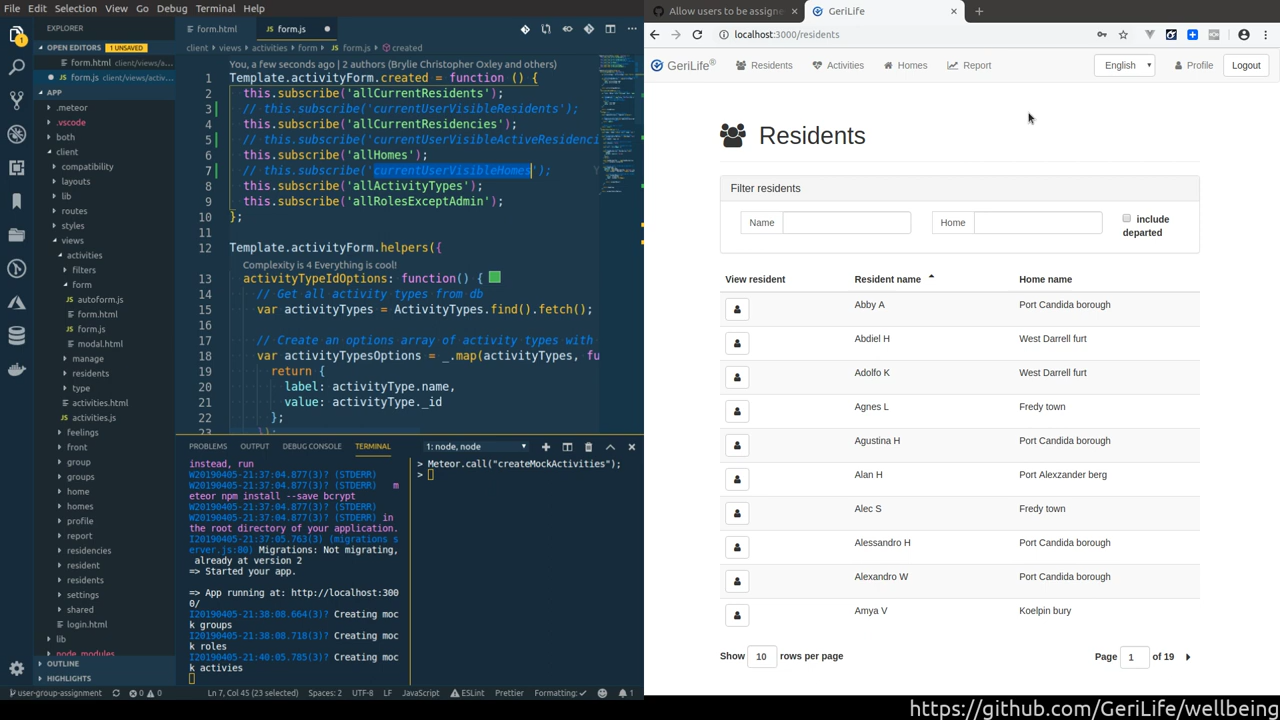 File Edit Selection View Go Debug Terminal Help
EXPLORER
OPEN EDITORS 1 UNSAVED
form.html client/views/a...
form.js client/views/activ...
APP
.meteor
.vscode
both
client
compatibility
layouts
lib
routes
styles
views
activities
filters
form
autoform.js
form.html
form.js
modal.html
manage
residents
type
activities.html
activities.js
feelings
front
group
groups
home
homes
profile
report
residencies
resident
residents
settings
shared
login.html
lib
node_modules
OUTLINE
HIGHLIGHTS
form.html
JS form.js
client › views › activities › form › JS form.js › created
You, a few seconds ago | 2 authors (Brylie Christopher Oxley and others)
1 Template.activityForm.created = function () {
2 this.subscribe('allCurrentResidents');
3 // this.subscribe('currentUserVisibleResidents');
4 this.subscribe('allCurrentResidencies');
5 // this.subscribe('currentUserVisibleActiveResidenci
6 this.subscribe('allHomes');
7 // this.subscribe('currentUserVisibleHomes');
8 this.subscribe('allActivityTypes');
9 this.subscribe('allRolesExceptAdmin');
10 };
11
12 Template.activityForm.helpers({
Complexity is 4 Everything is cool!
13 activityTypeIdOptions: function() {
14 // Get all activity types from db
15 var activityTypes = ActivityTypes.find().fetch();
16
17 // Create an options array of activity types with
18 var activityTypesOptions = _.map(activityTypes, fu
19 return {
20 label: activityType.name,
21 value: activityType._id
22 };
23 });
PROBLEMS OUTPUT DEBUG CONSOLE TERMINAL 1: node, node
instead, run
W20190405-21:37:04.877(3)? (STDERR)
W20190405-21:37:04.877(3)? (STDERR) m
eteor npm install --save bcrypt
W20190405-21:37:04.877(3)? (STDERR)
W20190405-21:37:04.877(3)? (STDERR) in
the root directory of your application.
I20190405-21:37:05.763(3) (migrations_s
erver.js:80) Migrations: Not migrating,
already at version 2
=> Started your app.
=> App running at: http://localhost:300
0/
I20190405-21:38:08.664(3)? Creating moc
k groups
I20190405-21:38:08.718(3)? Creating moc
k roles
I20190405-21:40:05.785(3)? Creating moc
k activies
> Meteor.call("createMockActivities");
>
user-group-assignment 0 0 Ln 7, Col 45 (23 selected) Spaces: 2 UTF-8 LF JavaScript ESLint Prettier Formatting: 1
Allow users to be assigne
GeriLife
localhost:3000/residents
GeriLife® Residents Activities Homes Report English Profile Logout
Residents
Filter residents
Name Home include departed
View resident Resident name Home name
Abby A Port Candida borough
Abdiel H West Darrell furt
Adolfo K West Darrell furt
Agnes L Fredy town
Agustina H Port Candida borough
Alan H Port Alexzander berg
Alec S Fredy town
Alessandro H Port Candida borough
Alexandro W Port Candida borough
Amya V Koelpin bury
Show 10 rows per page Page 1 of 19
https://github.com/GeriLife/wellbeing